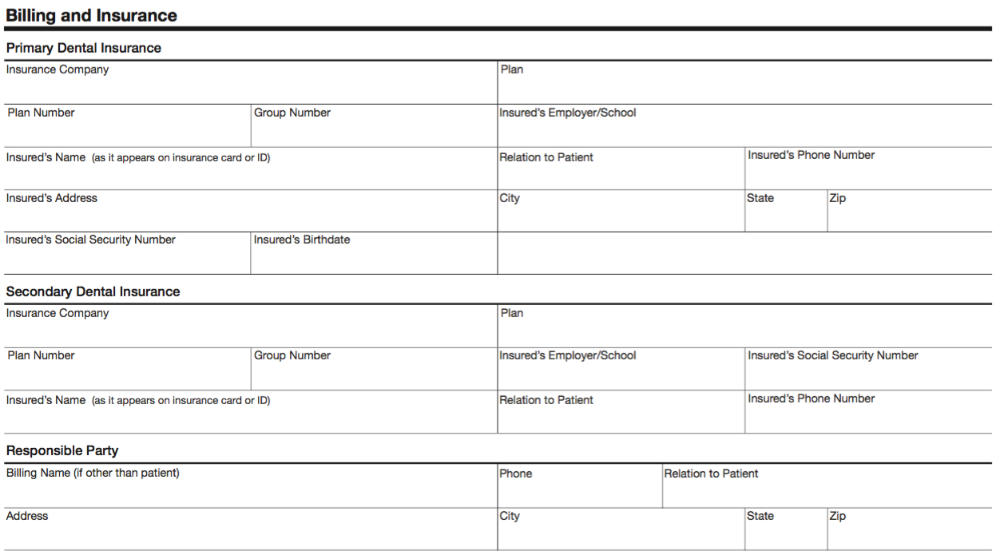 Billing and Insurance
Primary Dental Insurance
Insurance Company Plan
Plan Number Group Number Insured's Employer/School
Insured's Name (as it appears on insurance card or ID) Relation to Patient Insured's Phone Number
Insured's Address City State Zip
Insured's Social Security Number Insured's Birthdate
Secondary Dental Insurance
Insurance Company Plan
Plan Number Group Number Insured's Employer/School Insured's Social Security Number
Insured's Name (as it appears on insurance card or ID) Relation to Patient Insured's Phone Number
Responsible Party
Billing Name (if other than patient) Phone Relation to Patient
Address City State Zip